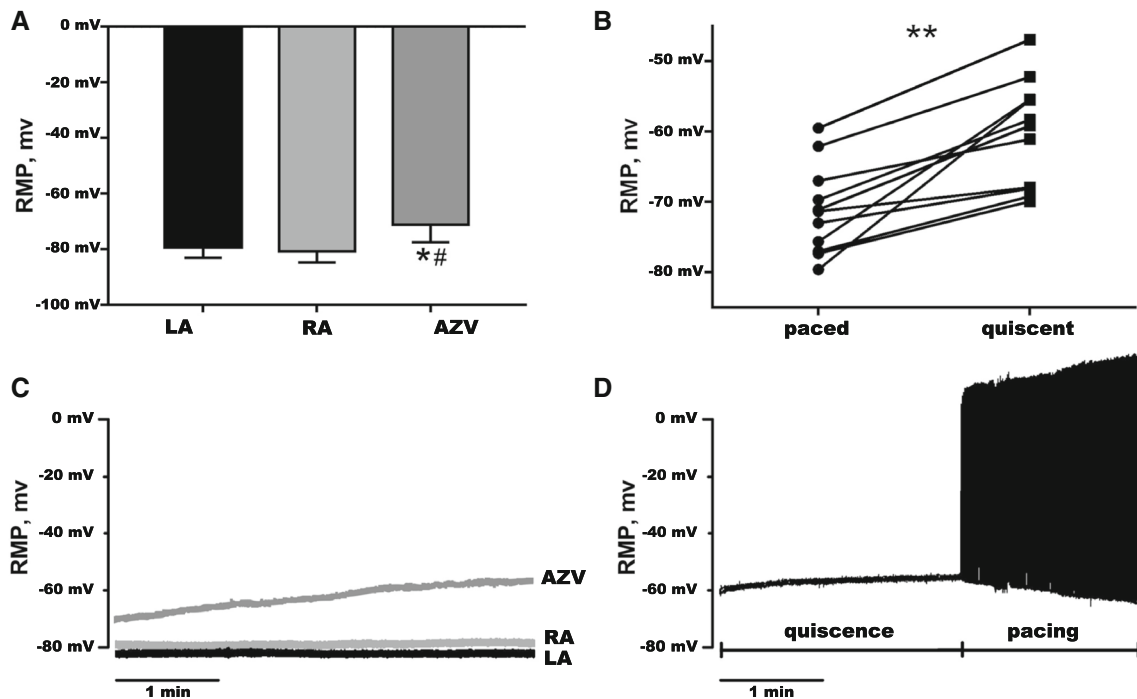 A
0 mV
-20 mV
-40 mV
-60 mV
-80 mV
-100 mV
RMP, mv
*#
LA RA AZV
B
**
-50 mV
-60 mV
-70 mV
-80 mV
RMP, mv
paced quiscent
C
0 mV
-20 mV
-40 mV
-60 mV
-80 mV
RMP, mv
AZV
RA
LA
1 min
D
0 mV
-20 mV
-40 mV
-60 mV
-80 mV
RMP, mv
quiscence pacing
1 min